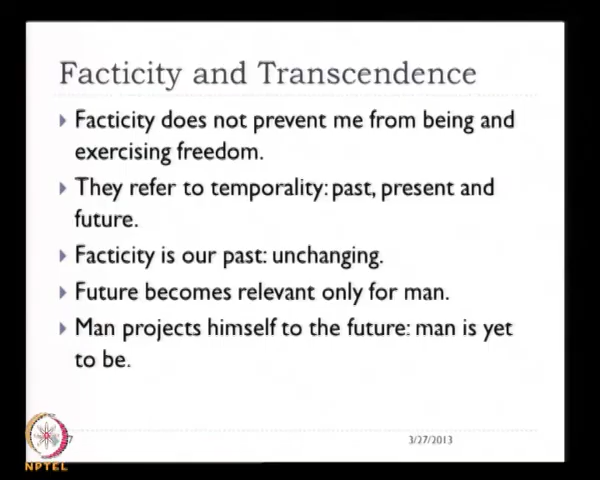 Facticity and Transcendence
Facticity does not prevent me from being and
exercising freedom.
They refer to temporality: past, present and
future.
Facticity is our past: unchanging.
Future becomes relevant only for man.
Man projects himself to the future: man is yet
to be.
7
3/27/2013
NPTEL